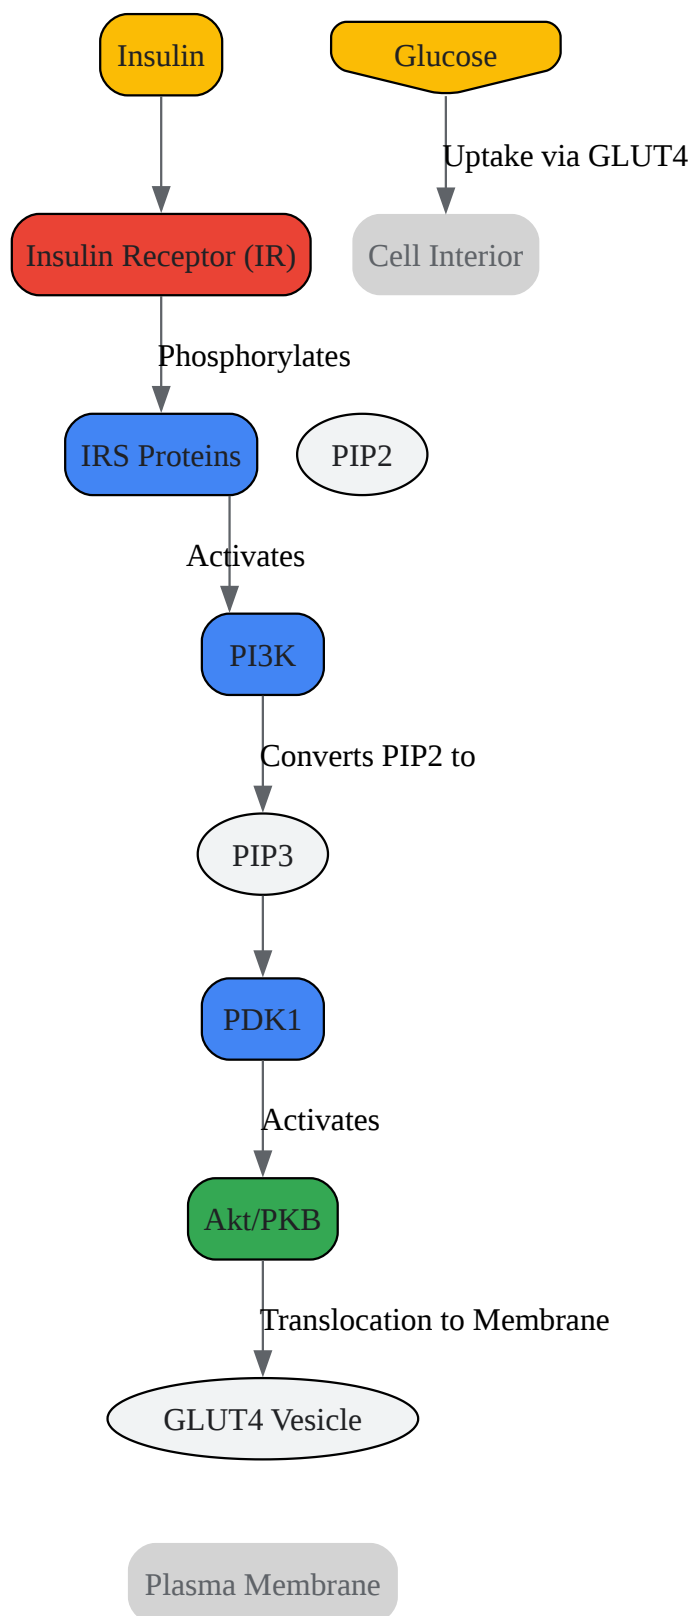 Insulin
Glucose
Uptake via GLUT4
Insulin Receptor (IR)
Cell Interior
Phosphorylates
IRS Proteins
PIP2
Activates
PI3K
Converts PIP2 to
PIP3
PDK1
Activates
Akt/PKB
Translocation to Membrane
GLUT4 Vesicle
Plasma Membrane